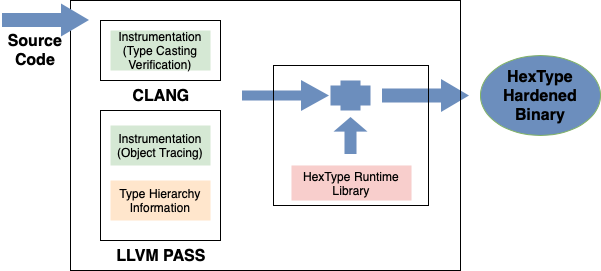 Source
Code
Instrumentation
(Type Casting
Verification)
CLANG
Instrumentation
(Object Tracing)
Type Hierarchy
Information
LLVM PASS
HexType Runtime
Library
HexType
Hardened
Binary